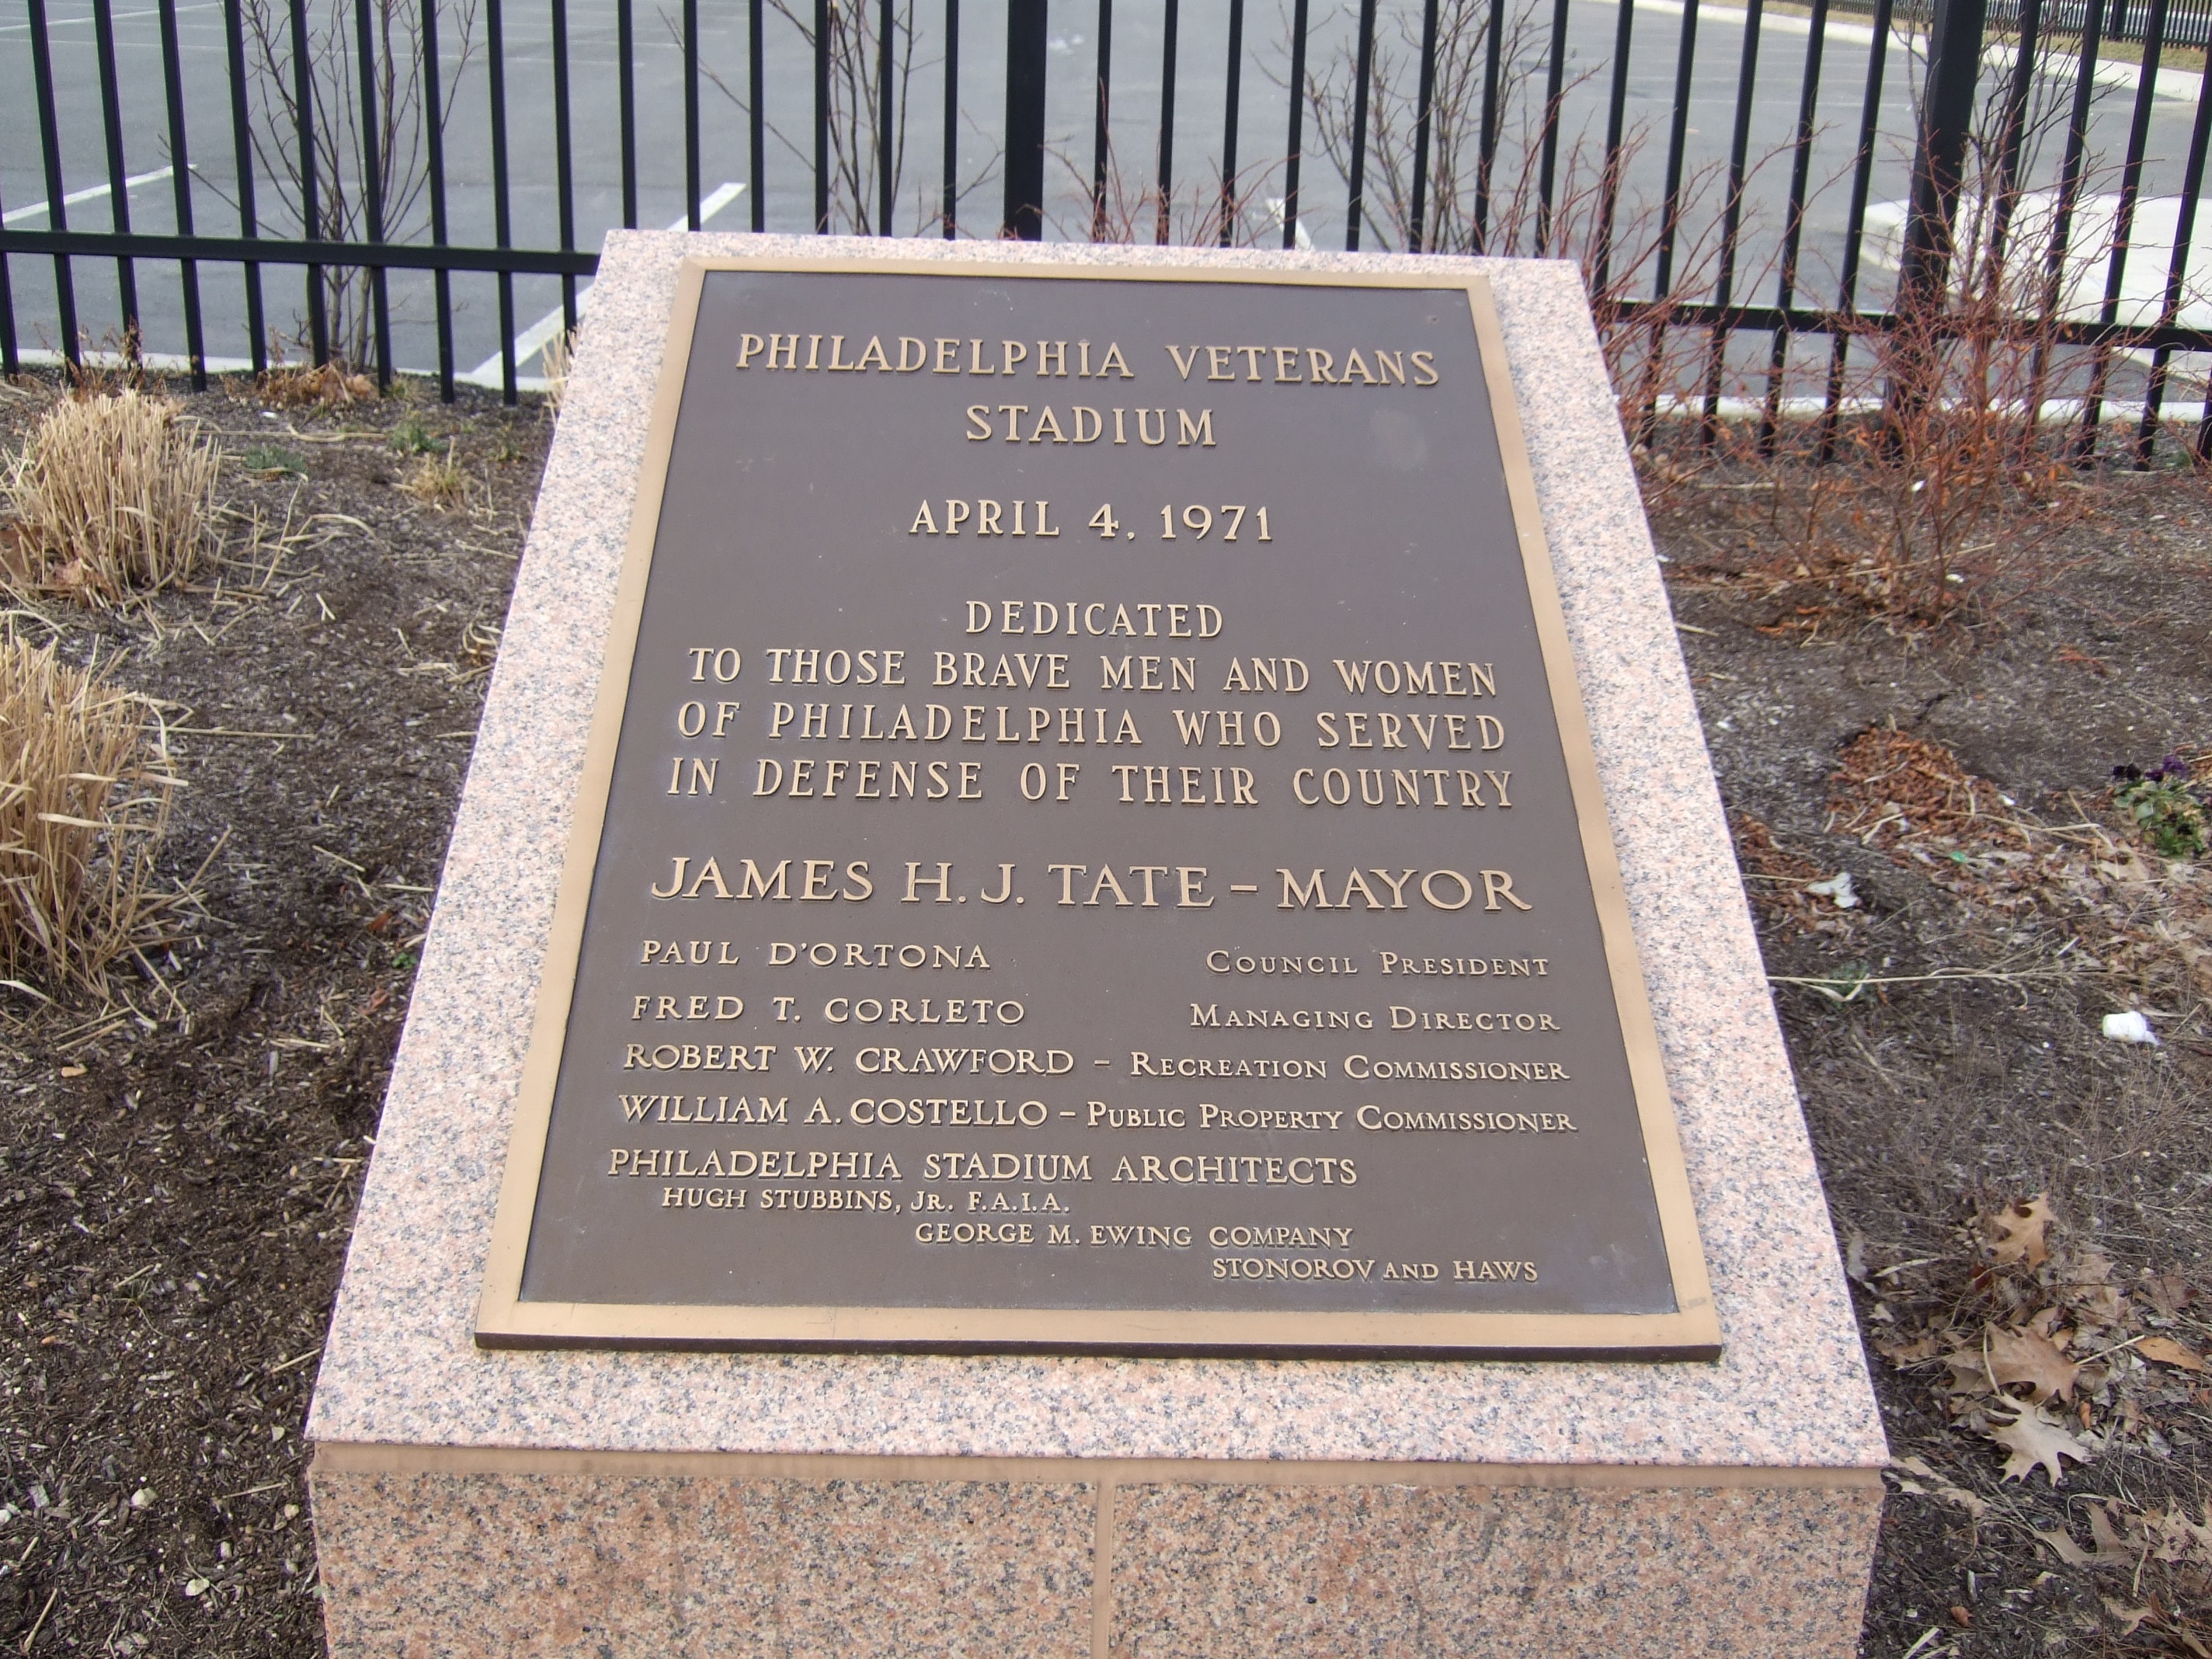 PHILADELPHIA VETERANS
STADIUM
APRIL 4, 1971
DEDICATED
TO THOSE BRAVE MEN AND WOMEN
OF PHILADELPHIA WHO SERVED
IN DEFENSE OF THEIR COUNTRY
JAMES H. J. TATE – MAYOR
PAUL D'ORTONA COUNCIL PRESIDENT
FRED T. CORLETO MANAGING DIRECTOR
ROBERT W. CRAWFORD – RECREATION COMMISSIONER
WILLIAM A. COSTELLO – PUBLIC PROPERTY COMMISSIONER
PHILADELPHIA STADIUM ARCHITECTS
HUGH STUBBINS, JR. F.A.I.A.
GEORGE M. EWING COMPANY
STONOROV AND HAWS